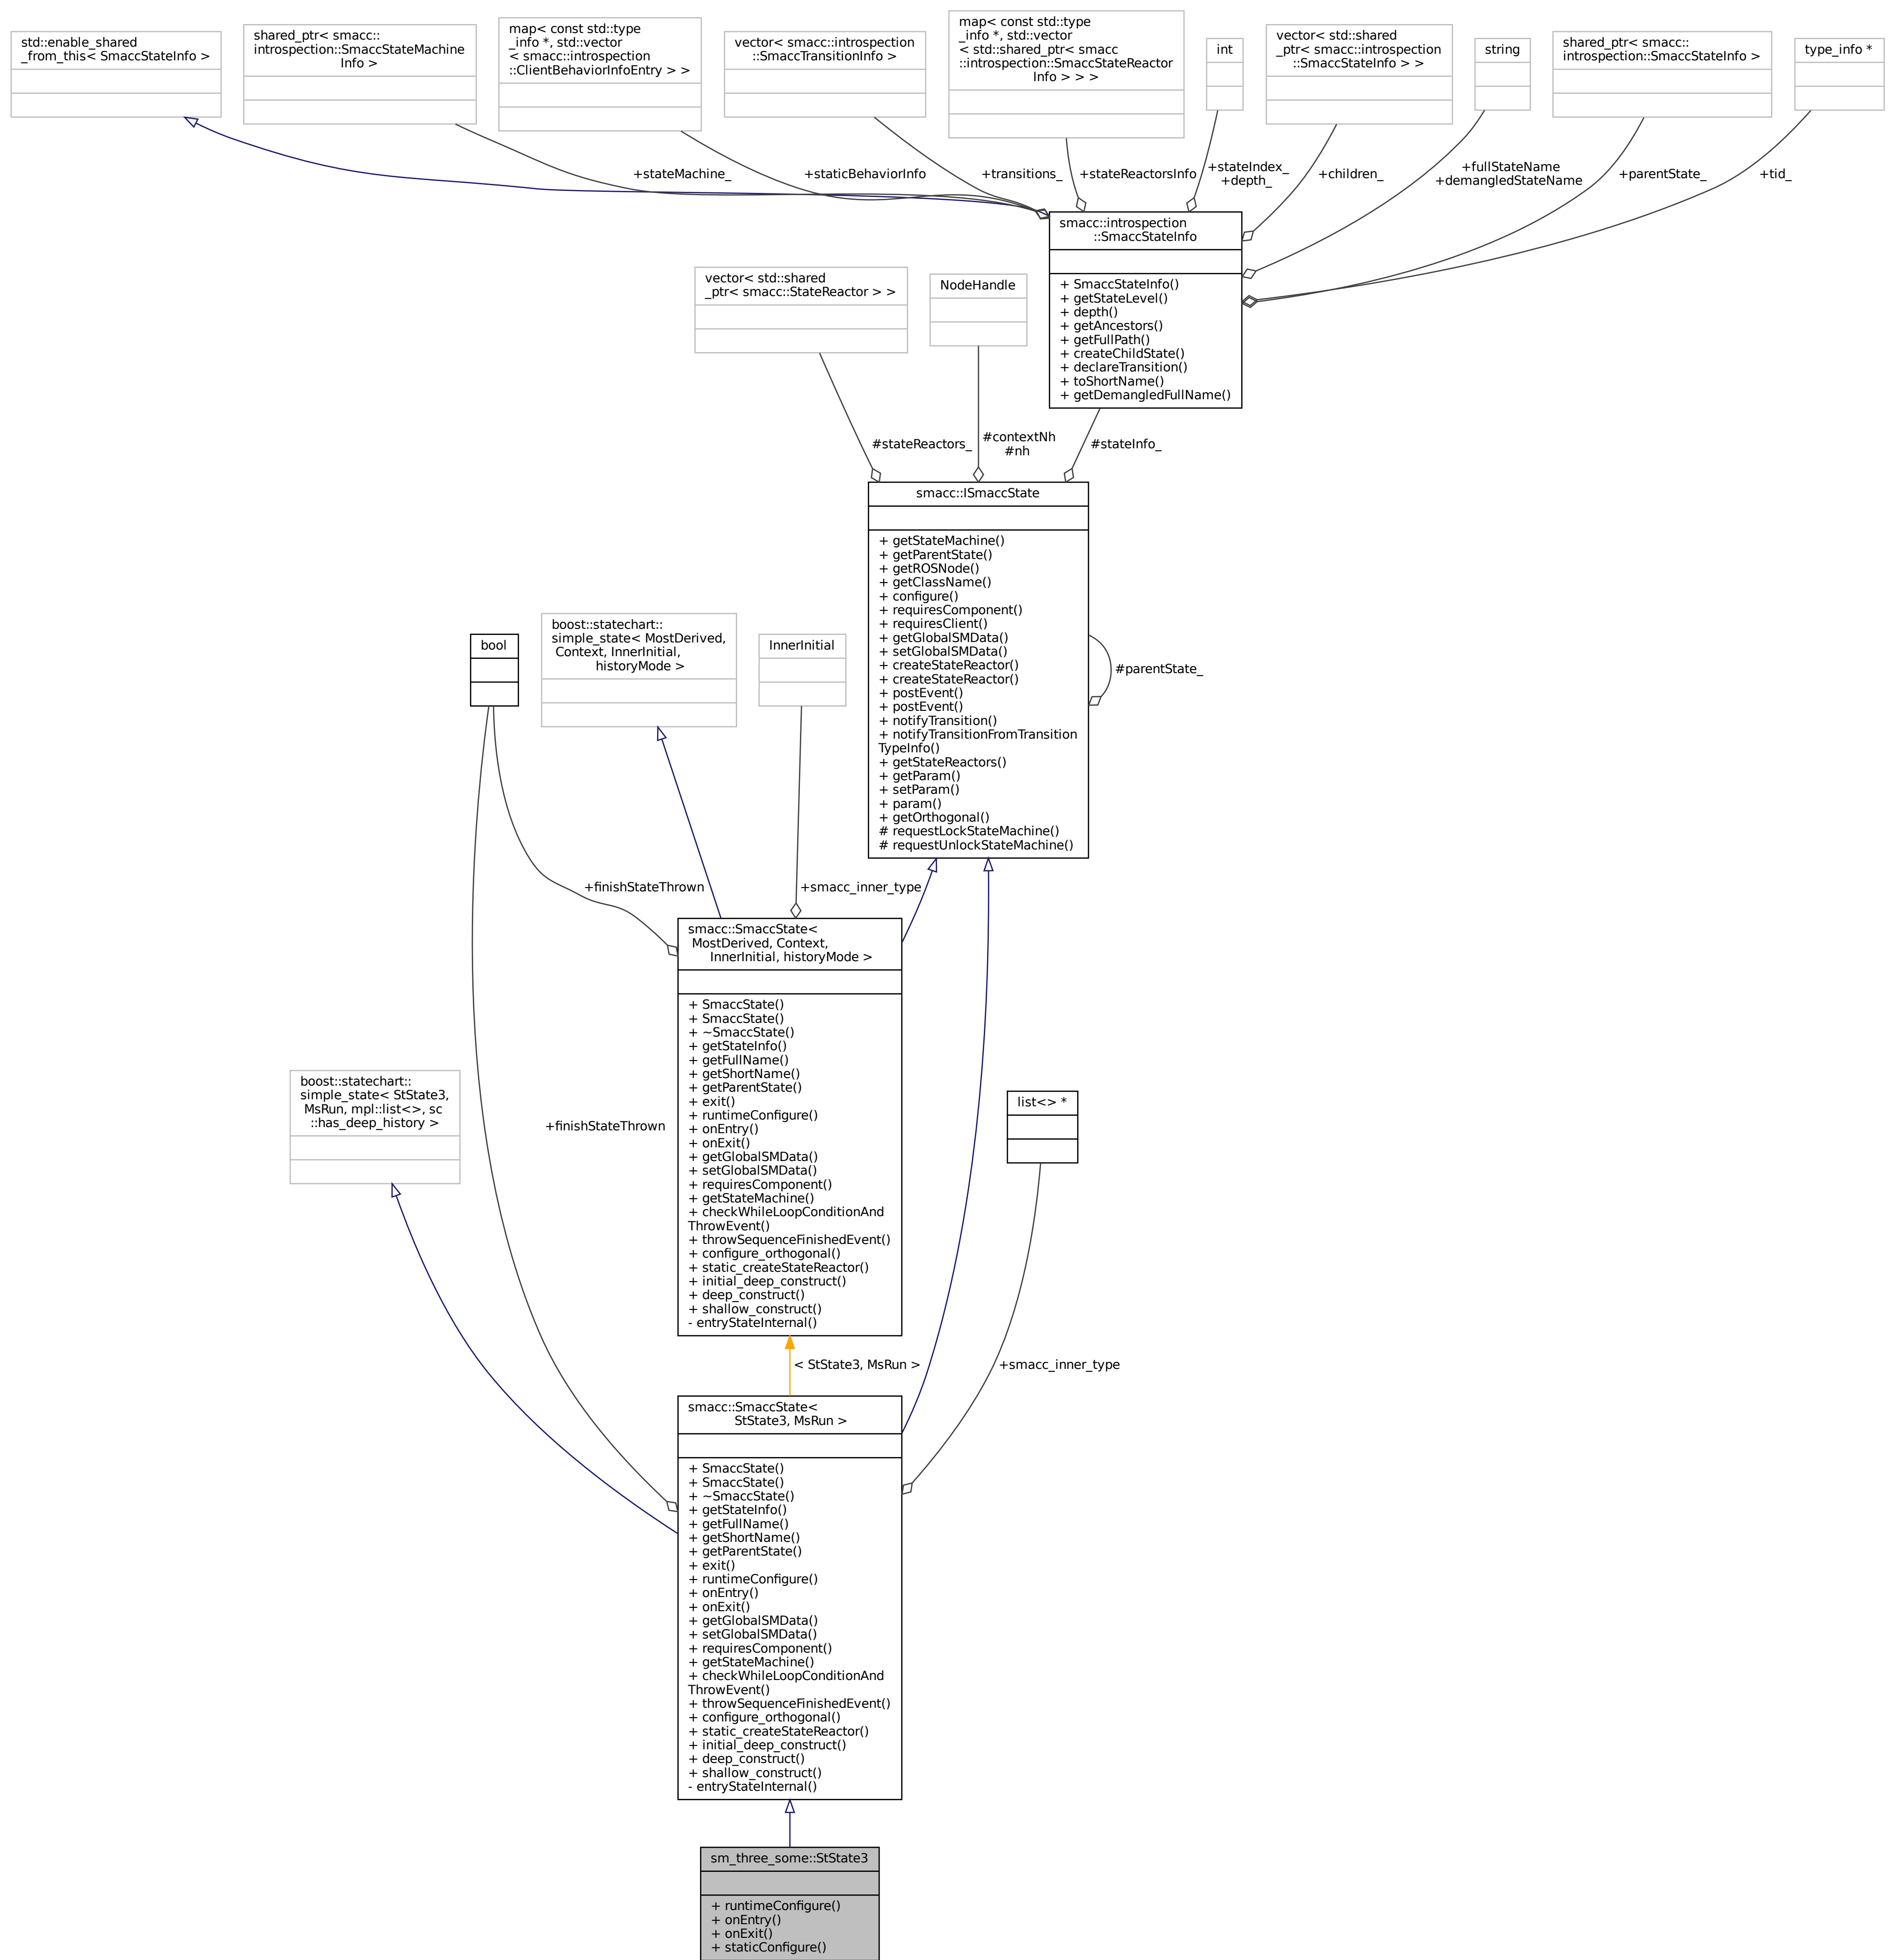 std::enable_shared
_from_this< SmaccStateInfo >
shared_ptr< smacc::
introspection::SmaccStateMachine
Info >
map< const std::type
_info *, std::vector
< smacc::introspection
::ClientBehaviorInfoEntry > >
vector< smacc::introspection
::SmaccTransitionInfo >
map< const std::type
_info *, std::vector
< std::shared_ptr< smacc
::introspection::SmaccStateReactor
Info > > >
int
vector< std::shared
_ptr< smacc::introspection
::SmaccStateInfo > >
string
shared_ptr< smacc::
introspection::SmaccStateInfo >
type_info *
+stateMachine_
+staticBehaviorInfo
+transitions_
+stateReactorsInfo
+stateIndex_
+depth_
+children_
+fullStateName
+demangledStateName
+parentState_
+tid_
smacc::introspection
::SmaccStateInfo
+ SmaccStateInfo()
+ getStateLevel()
+ depth()
+ getAncestors()
+ getFullPath()
+ createChildState()
+ declareTransition()
+ toShortName()
+ getDemangledFullName()
vector< std::shared
_ptr< smacc::StateReactor > >
NodeHandle
#stateReactors_
#contextNh
#nh
#stateInfo_
smacc::ISmaccState
+ getStateMachine()
+ getParentState()
+ getROSNode()
+ getClassName()
+ configure()
+ requiresComponent()
+ requiresClient()
+ getGlobalSMData()
+ setGlobalSMData()
+ createStateReactor()
+ createStateReactor()
+ postEvent()
+ postEvent()
+ notifyTransition()
+ notifyTransitionFromTransition
TypeInfo()
+ getStateReactors()
+ getParam()
+ setParam()
+ param()
+ getOrthogonal()
# requestLockStateMachine()
# requestUnlockStateMachine()
#parentState_
bool
boost::statechart::
simple_state< MostDerived,
Context, InnerInitial,
historyMode >
InnerInitial
+finishStateThrown
+smacc_inner_type
smacc::SmaccState<
MostDerived, Context,
InnerInitial, historyMode >
+ SmaccState()
+ SmaccState()
+ ~SmaccState()
+ getStateInfo()
+ getFullName()
+ getShortName()
+ getParentState()
+ exit()
+ runtimeConfigure()
+ onEntry()
+ onExit()
+ getGlobalSMData()
+ setGlobalSMData()
+ requiresComponent()
+ getStateMachine()
+ checkWhileLoopConditionAnd
ThrowEvent()
+ throwSequenceFinishedEvent()
+ configure_orthogonal()
+ static_createStateReactor()
+ initial_deep_construct()
+ deep_construct()
+ shallow_construct()
- entryStateInternal()
boost::statechart::
simple_state< StState3,
MsRun, mpl::list<>, sc
::has_deep_history >
+finishStateThrown
list<> *
< StState3, MsRun >
+smacc_inner_type
smacc::SmaccState<
StState3, MsRun >
+ SmaccState()
+ SmaccState()
+ ~SmaccState()
+ getStateInfo()
+ getFullName()
+ getShortName()
+ getParentState()
+ exit()
+ runtimeConfigure()
+ onEntry()
+ onExit()
+ getGlobalSMData()
+ setGlobalSMData()
+ requiresComponent()
+ getStateMachine()
+ checkWhileLoopConditionAnd
ThrowEvent()
+ throwSequenceFinishedEvent()
+ configure_orthogonal()
+ static_createStateReactor()
+ initial_deep_construct()
+ deep_construct()
+ shallow_construct()
- entryStateInternal()
sm_three_some::StState3
+ runtimeConfigure()
+ onEntry()
+ onExit()
+ staticConfigure()